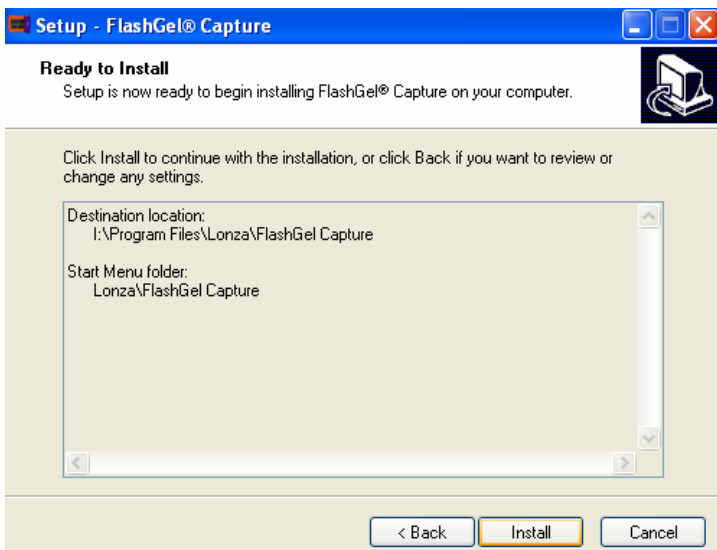 Setup - FlashGel® Capture
Ready to Install
Setup is now ready to begin installing FlashGel® Capture on your computer.
Click Install to continue with the installation, or click Back if you want to review or
change any settings.
Destination location:
I:\Program Files\Lonza\FlashGel Capture
Start Menu folder:
Lonza\FlashGel Capture
< Back
Install
Cancel